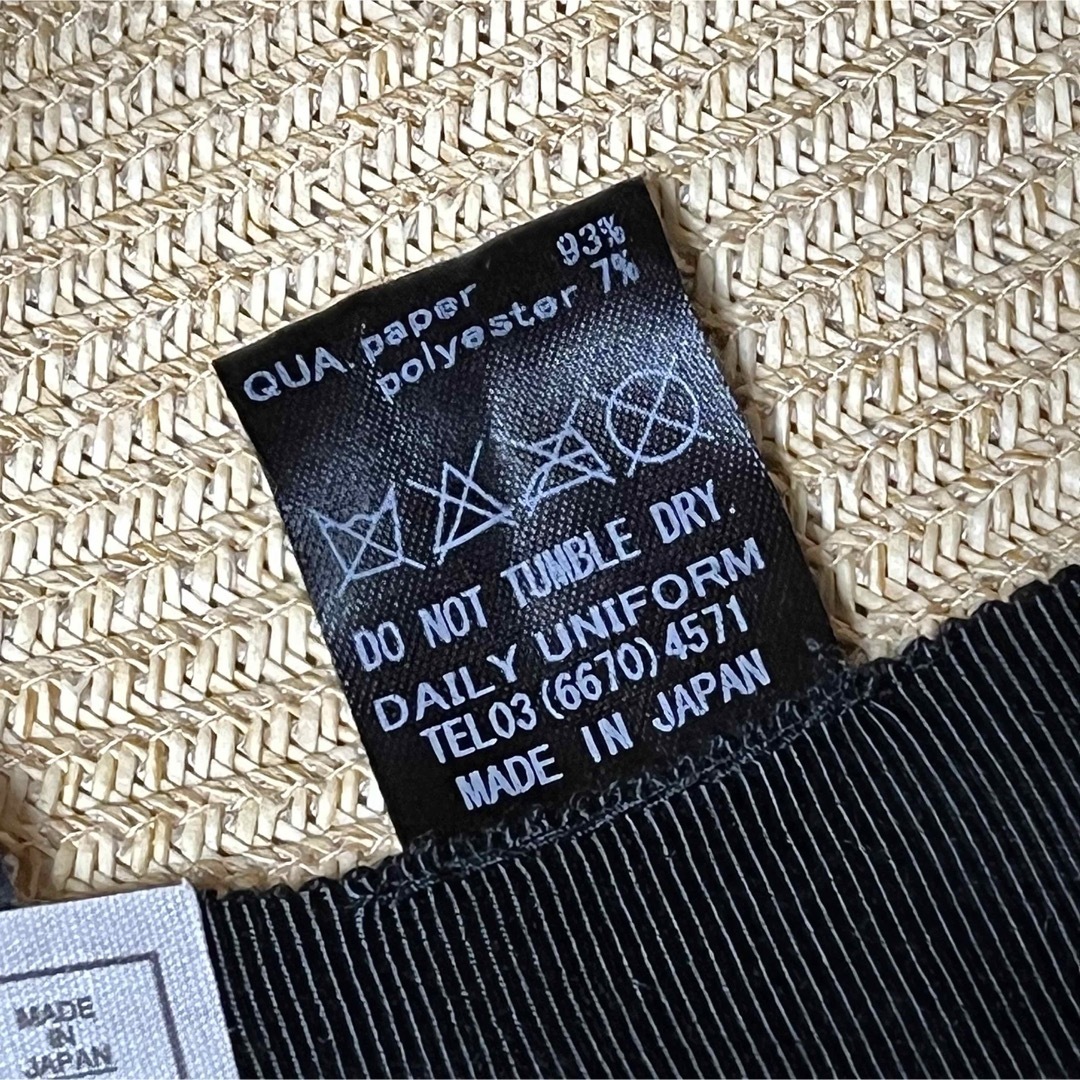 QUA. paper 93%
polyester 7%
DO NOT TUMBLE DRY.
DAILY UNIFORM
TEL03(6670)4571
MADE IN JAPAN
MADE
IN
JAPAN